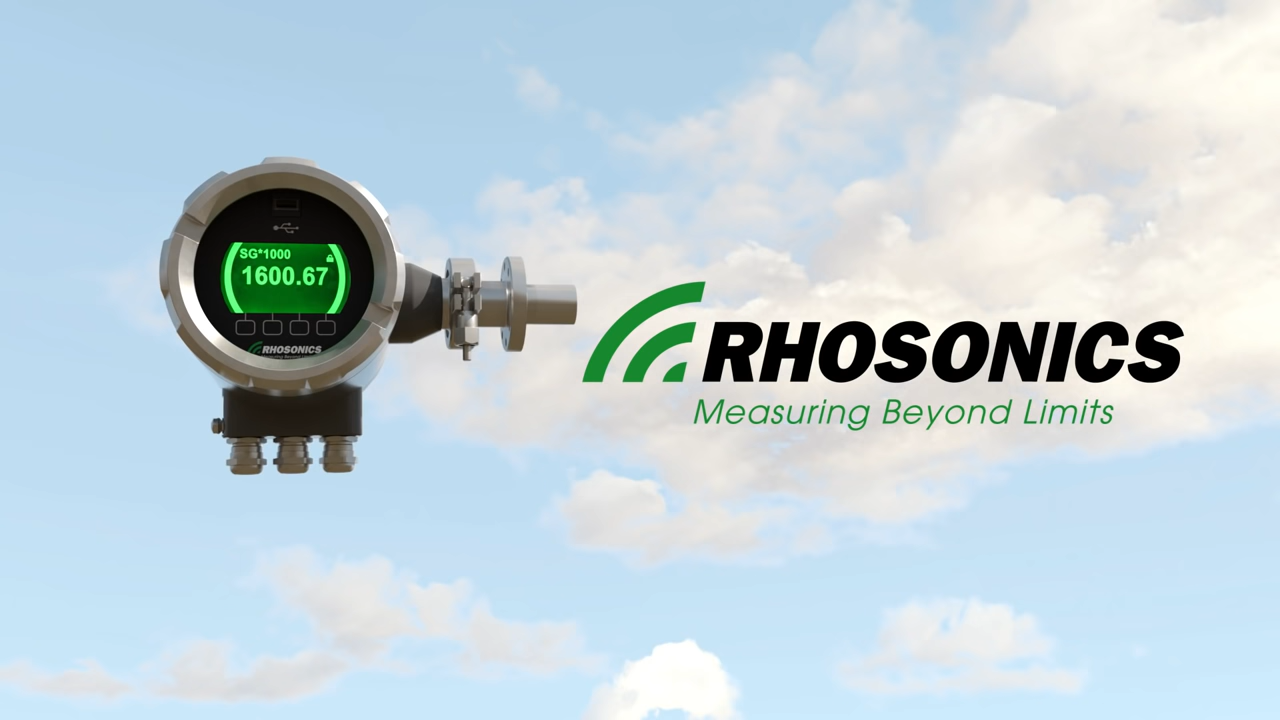 SG*1000
1600.67
RHOSONICS
RHOSONICS
Measuring Beyond Limits